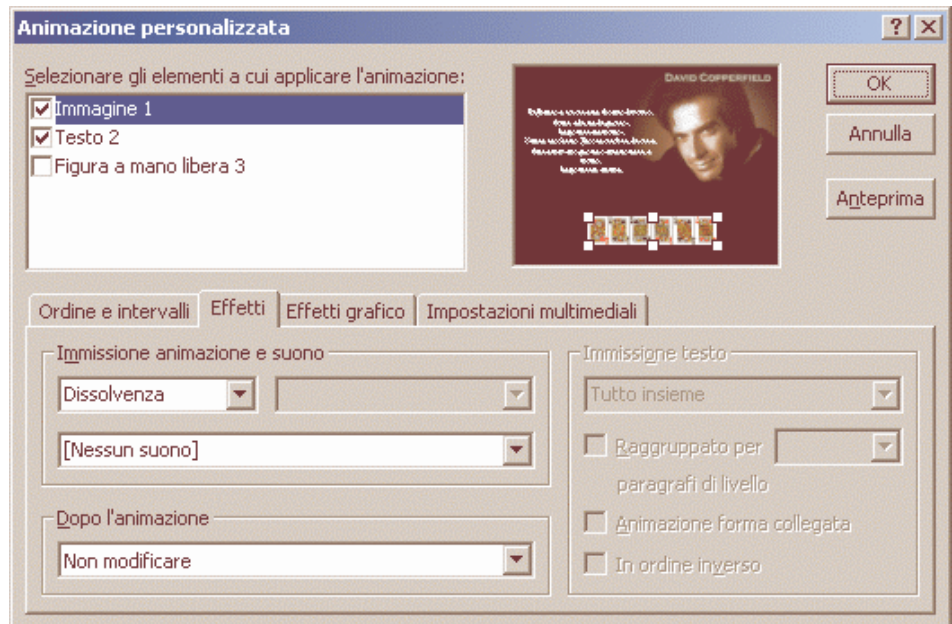 Animazione personalizzata
Selezionare gli elementi a cui applicare l'animazione:
Immagine 1
Testo 2
Figura a mano libera 3
DAVID COPPERFIELD
OK
Annulla
Anteprima
Ordine e intervalli
Effetti
Effetti grafico
Impostazioni multimediali
Immissione animazione e suono
Dissolvenza
[Nessun suono]
Dopo l'animazione
Non modificare
Immissione testo
Tutto insieme
Raggruppato per
paragrafi di livello
Animazione forma collegata
In ordine inverso